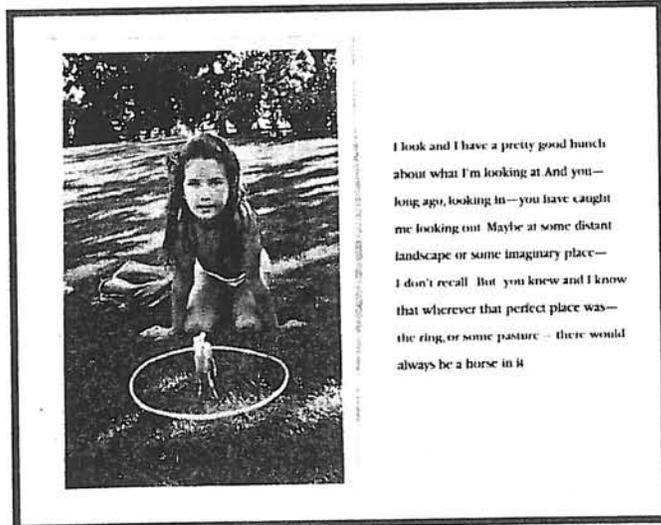 I look and I have a pretty good hunch
about what I'm looking at. And you—
long ago, looking in—you have caught
me looking out. Maybe at some distant
landscape or some imaginary place—
I don't recall. But you knew and I know
that wherever that perfect place was—
the ring, or some pasture — there would
always be a horse in it